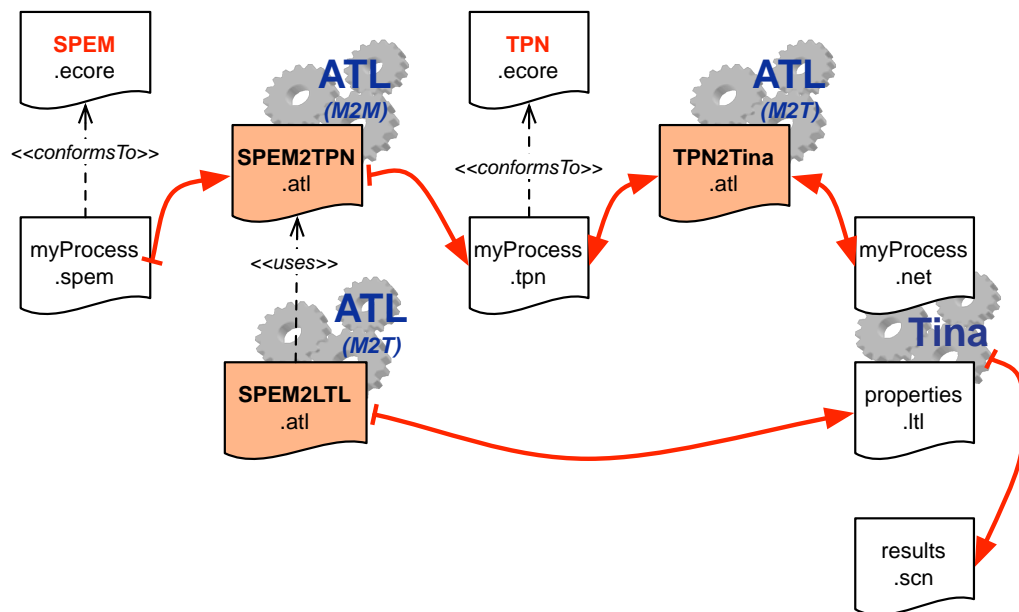 SPEM
.ecore
TPN
.ecore
ATL
(M2M)
ATL
(M2T)
<<conformsTo>>
SPEM2TPN
.atl
<<conformsTo>>
TPN2Tina
.atl
myProcess
.spem
<<uses>>
myProcess
.tpn
myProcess
.net
ATL
(M2T)
Tina
SPEM2LTL
.atl
properties
.ltl
results
.scn